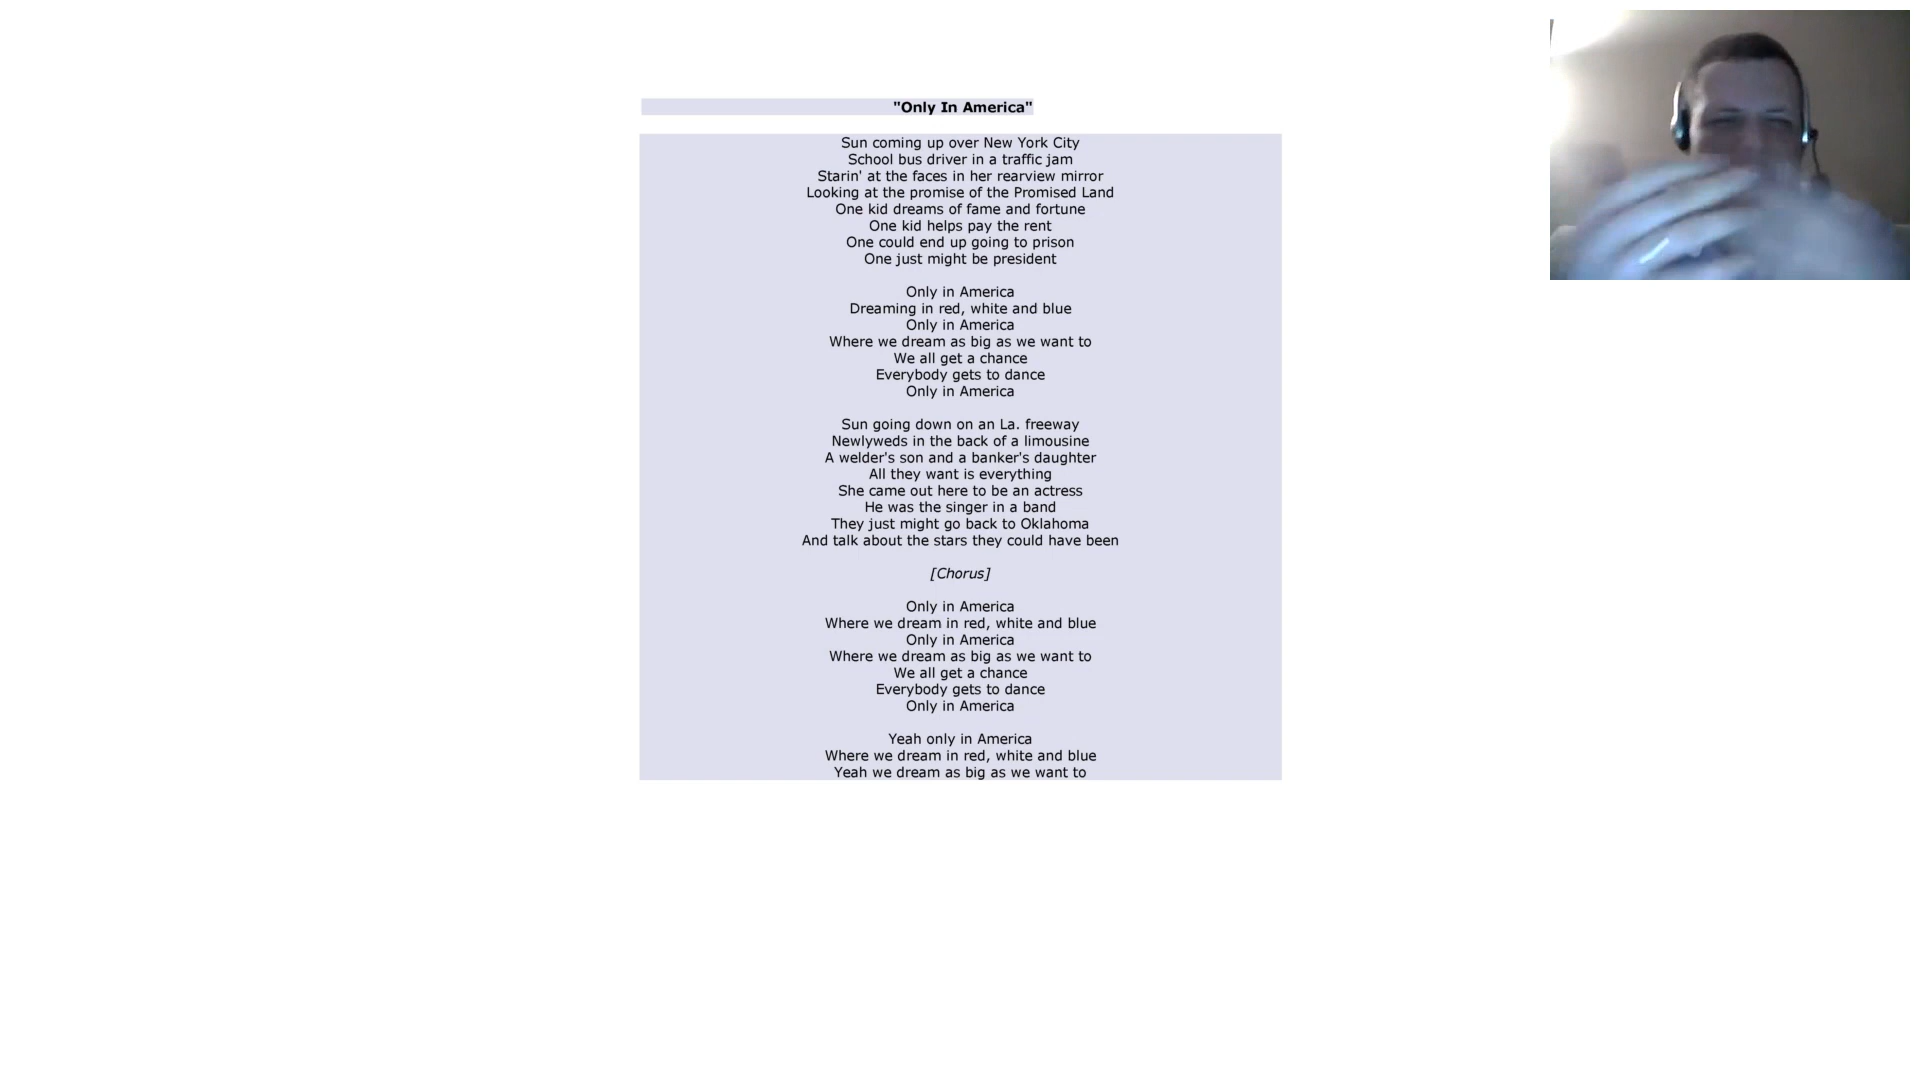 "Only In America"
Sun coming up over New York City
School bus driver in a traffic jam
Starin' at the faces in her rearview mirror
Looking at the promise of the Promised Land
One kid dreams of fame and fortune
One kid helps pay the rent
One could end up going to prison
One just might be president
Only in America
Dreaming in red, white and blue
Only in America
Where we dream as big as we want to
We all get a chance
Everybody gets to dance
Only in America
Sun going down on an La. freeway
Newlyweds in the back of a limousine
A welder's son and a banker's daughter
All they want is everything
She came out here to be an actress
He was the singer in a band
They just might go back to Oklahoma
And talk about the stars they could have been
[Chorus]
Only in America
Where we dream in red, white and blue
Only in America
Where we dream as big as we want to
We all get a chance
Everybody gets to dance
Only in America
Yeah only in America
Where we dream in red, white and blue
Yeah we dream as big as we want to